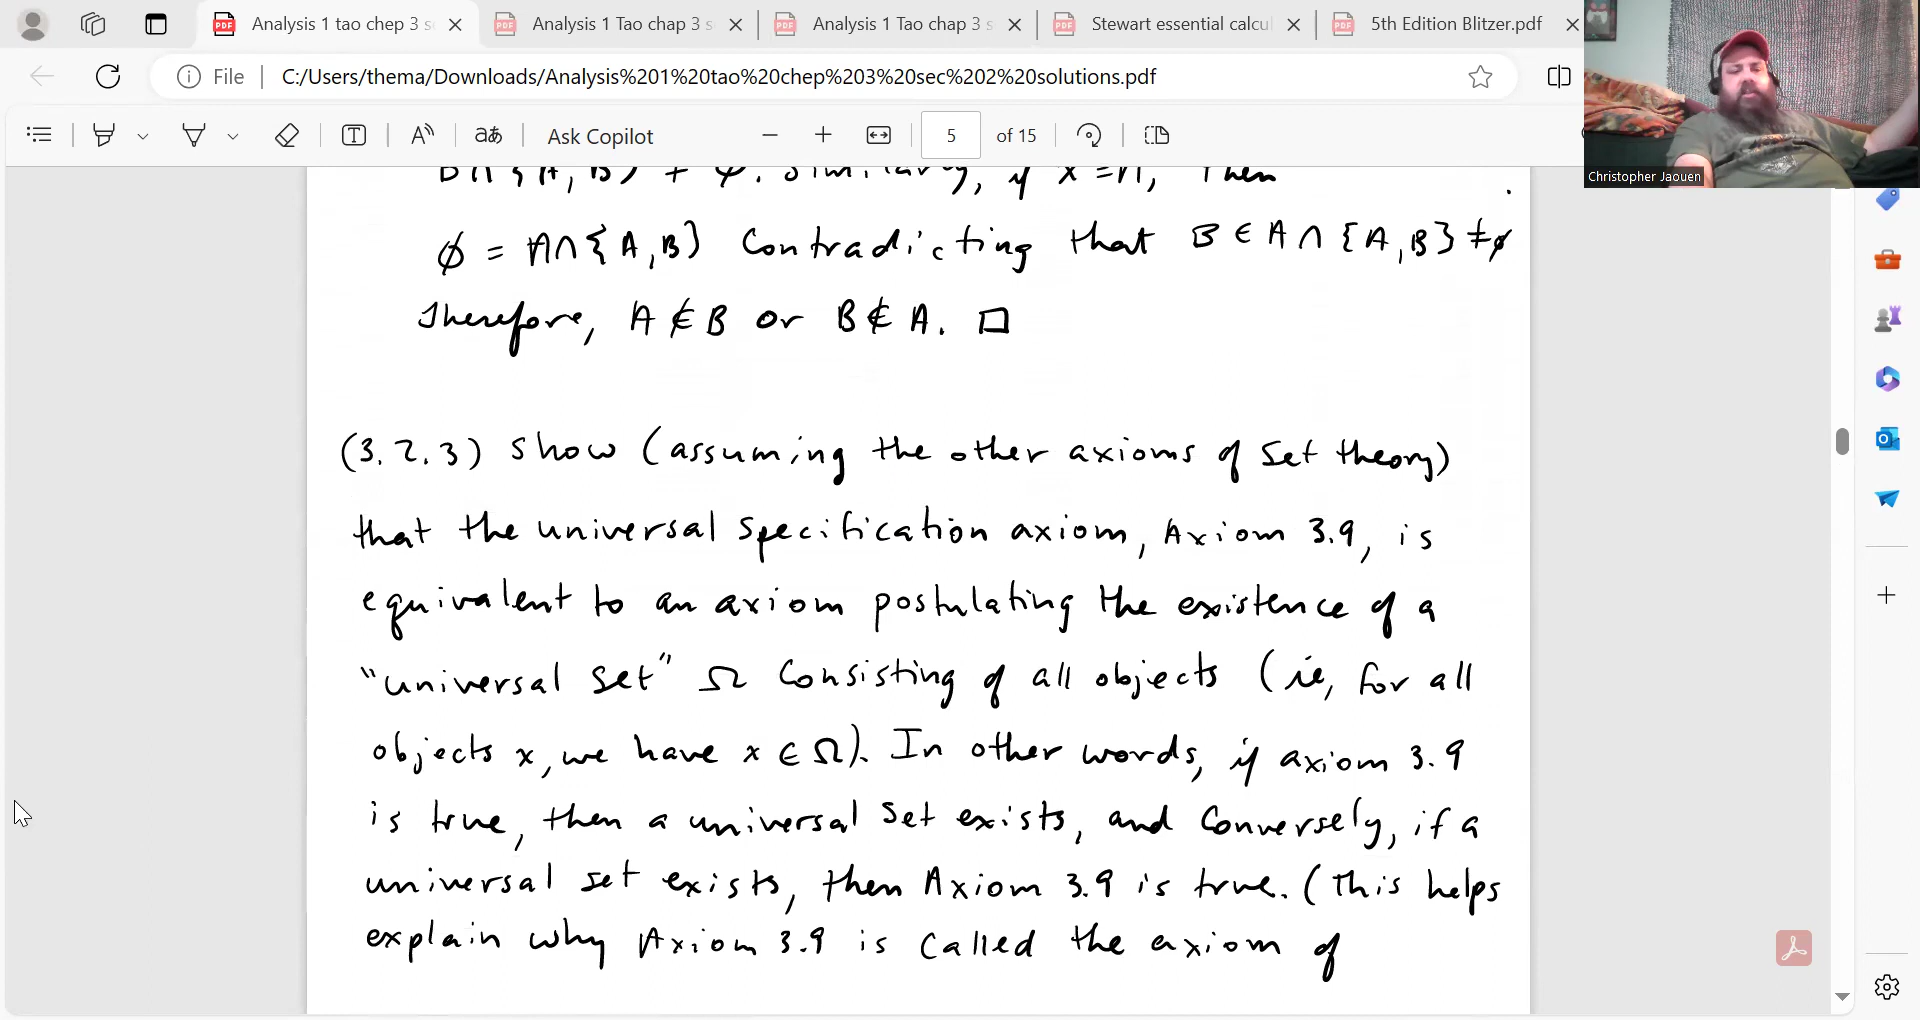 Analysis 1 tao chep 3 s
Analysis 1 Tao chap 3 s
Analysis 1 Tao chap 3 s
Stewart essential calcu
5th Edition Blitzer.pdf
File
C:/Users/thema/Downloads/Analysis%201%20tao%20chep%203%20sec%202%20solutions.pdf
Ask Copilot
5
of 15
Christopher Jaouen
B∩{A,B} ≠ ∅. Similarly, if x=A, then
∅ = A∩{A,B} Contradicting that B∈A∩{A,B}≠∅
Therefore, A∉B or B∉A. □
(3.2.3) Show (assuming the other axioms of Set theory)
that the universal specification axiom, Axiom 3.9, is
equivalent to an axiom postulating the existence of a
"universal set" Ω Consisting of all objects (ie, for all
objects x, we have x∈Ω). In other words, if axiom 3.9
is true, then a universal set exists, and conversely, if a
universal set exists, then Axiom 3.9 is true. (This helps
explain why Axiom 3.9 is called the axiom of